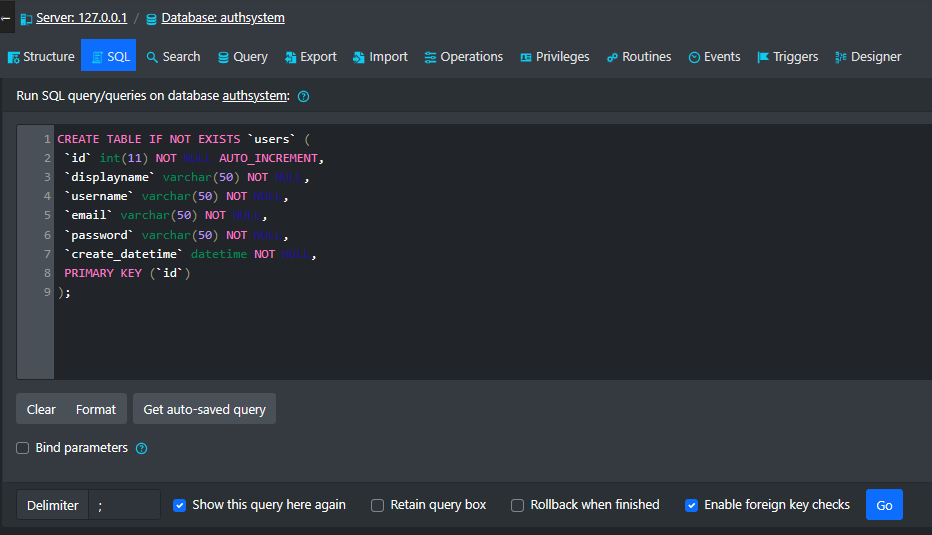 Server: 127.0.0.1 / Database: authsystem
Structure SQL Search Query Export Import Operations Privileges Routines Events Triggers Designer
Run SQL query/queries on database authsystem:
1 CREATE TABLE IF NOT EXISTS `users` (
2 `id` int(11) NOT NULL AUTO_INCREMENT,
3 `displayname` varchar(50) NOT NULL,
4 `username` varchar(50) NOT NULL,
5 `email` varchar(50) NOT NULL,
6 `password` varchar(50) NOT NULL,
7 `create_datetime` datetime NOT NULL,
8 PRIMARY KEY (`id`)
9 );
Clear Format Get auto-saved query
Bind parameters
Delimiter ; Show this query here again Retain query box Rollback when finished Enable foreign key checks Go